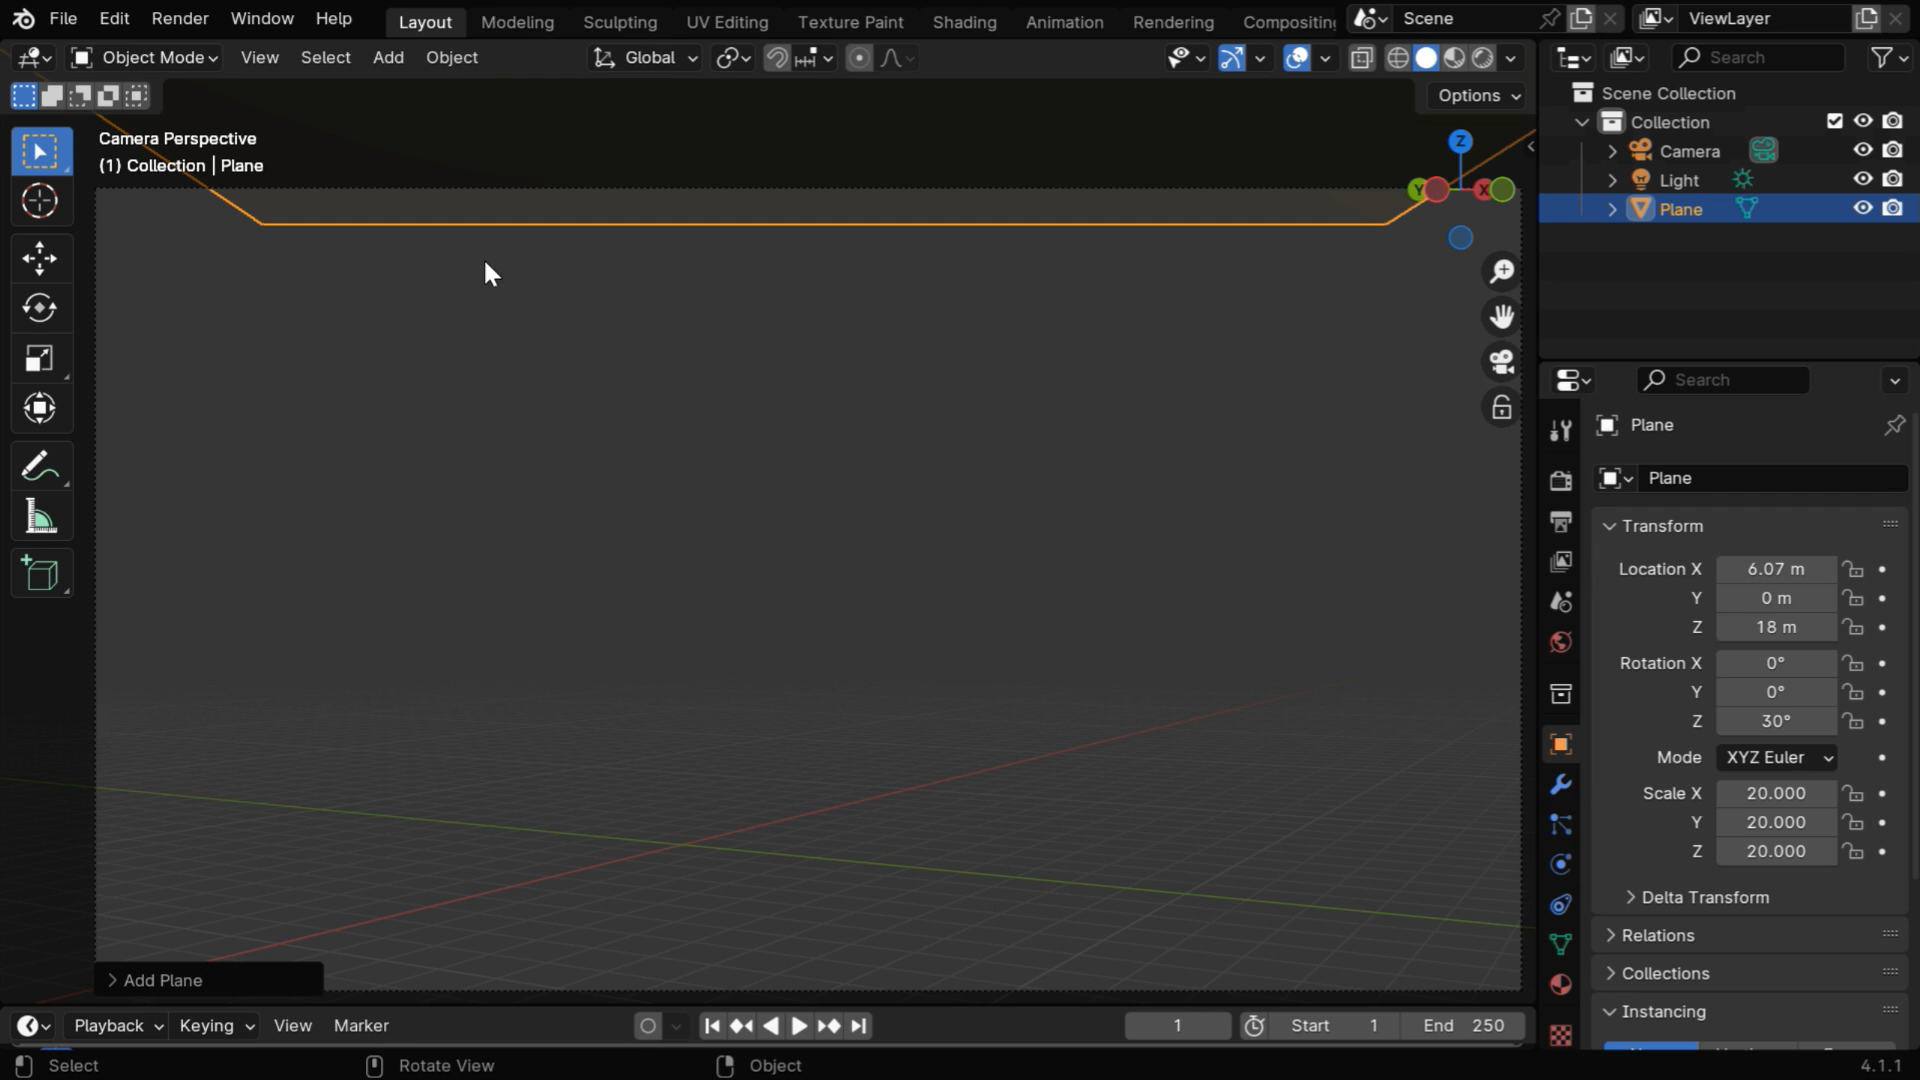 File Edit Render Window Help Layout Modeling Sculpting UV Editing Texture Paint Shading Animation Rendering Compositing Scene ViewLayer
Object Mode View Select Add Object Global Search
Options
Camera Perspective
(1) Collection | Plane
Z
Y
X
Scene Collection
Collection
Camera
Light
Plane
Search
Plane
Plane
Transform
Location X 6.07 m
Y 0 m
Z 18 m
Rotation X 0°
Y 0°
Z 30°
Mode XYZ Euler
Scale X 20.000
Y 20.000
Z 20.000
Delta Transform
Relations
Collections
Instancing
Add Plane
Playback Keying View Marker 1 Start 1 End 250
Select Rotate View Object 4.1.1